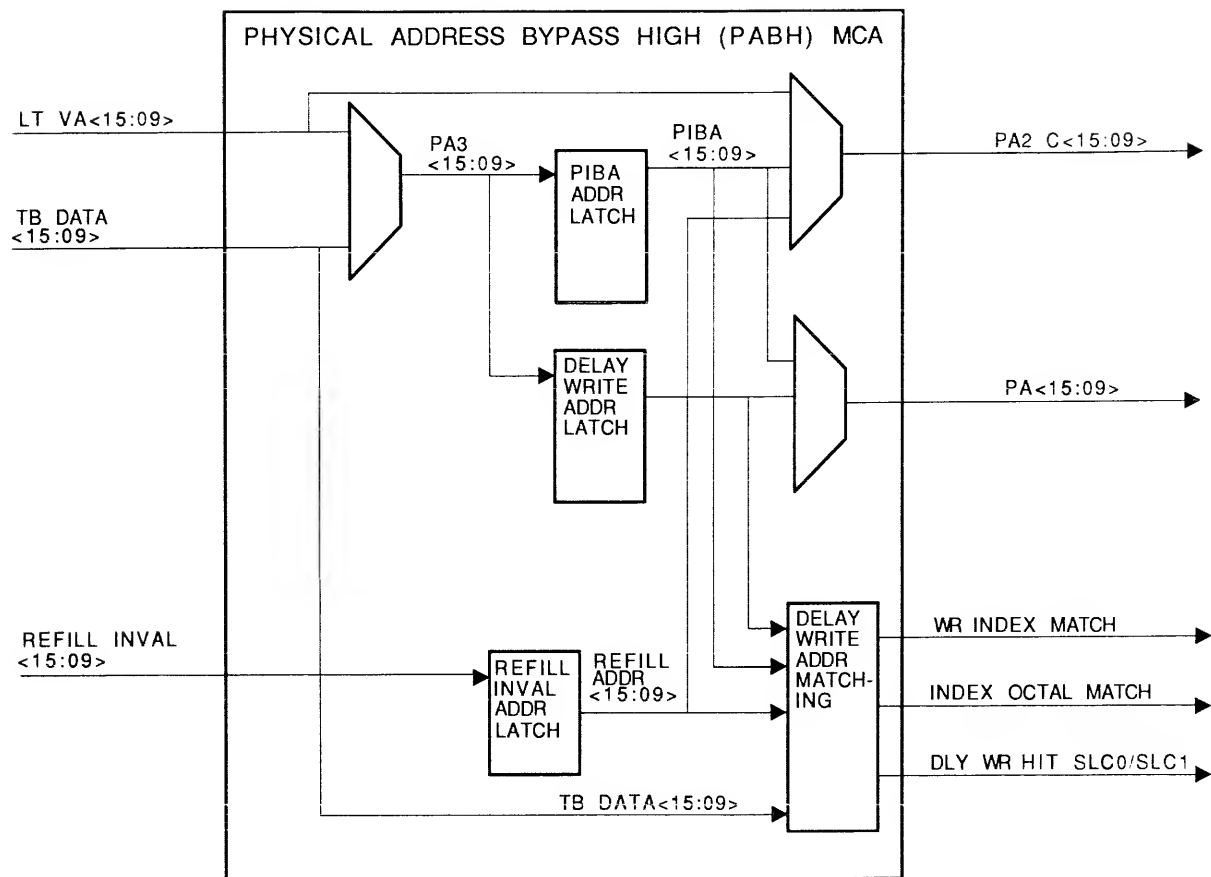 PHYSICAL ADDRESS BYPASS HIGH (PABH) MCA
LT VA<15:09>
TB DATA
<15:09>
PA3
<15:09>
PIBA
ADDR
LATCH
PIBA
<15:09>
PA2 C<15:09>
DELAY
WRITE
ADDR
LATCH
PA<15:09>
REFILL INVAL
<15:09>
REFILL
INVAL
ADDR
LATCH
REFILL
ADDR
<15:09>
DELAY
WRITE
ADDR
MATCH-
ING
WR INDEX MATCH
INDEX OCTAL MATCH
DLY WR HIT SLC0/SLC1
TB DATA<15:09>